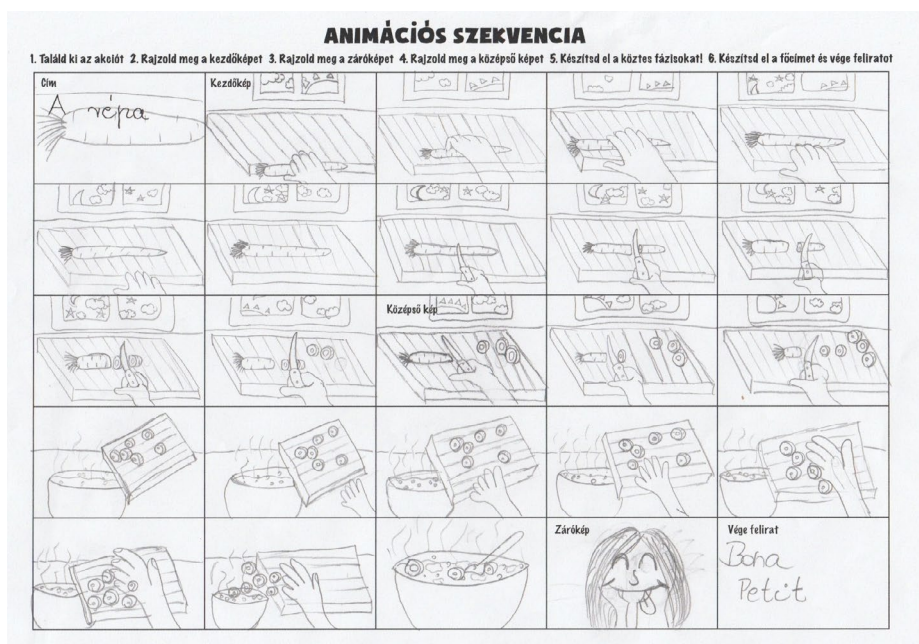 ANIMÁCIÓS SZEKVENCIA
1. Találd ki az akciót 2. Rajzold meg a kezdőképet 3. Rajzold meg a záróképet 4. Rajzold meg a középső képet 5. Készítsd el a köztes fázisokat! 6. Készítsd el a főcímet és vége feliratot
Cím
A répa
Kezdőkép
Középső kép
Zárókép
Vége felirat
Bona
Petit